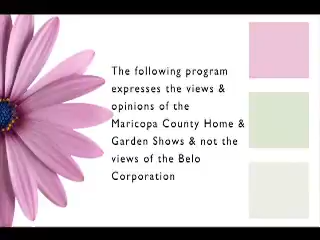 The following program
expresses the views &
opinions of the
Maricopa County Home &
Garden Shows & not the
views of the Belo
Corporation